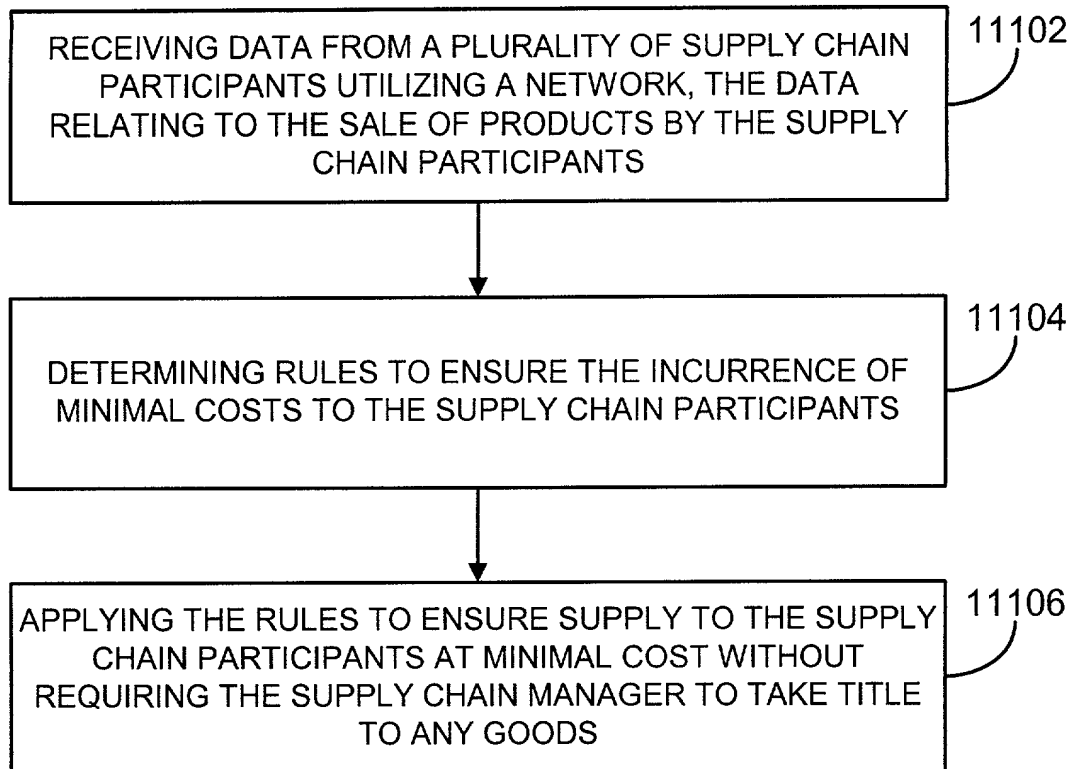 RECEIVING DATA FROM A PLURALITY OF SUPPLY CHAIN
PARTICIPANTS UTILIZING A NETWORK, THE DATA
RELATING TO THE SALE OF PRODUCTS BY THE SUPPLY
CHAIN PARTICIPANTS
11102
DETERMINING RULES TO ENSURE THE INCURRENCE OF
MINIMAL COSTS TO THE SUPPLY CHAIN PARTICIPANTS
11104
APPLYING THE RULES TO ENSURE SUPPLY TO THE SUPPLY
CHAIN PARTICIPANTS AT MINIMAL COST WITHOUT
REQUIRING THE SUPPLY CHAIN MANAGER TO TAKE TITLE
TO ANY GOODS
11106